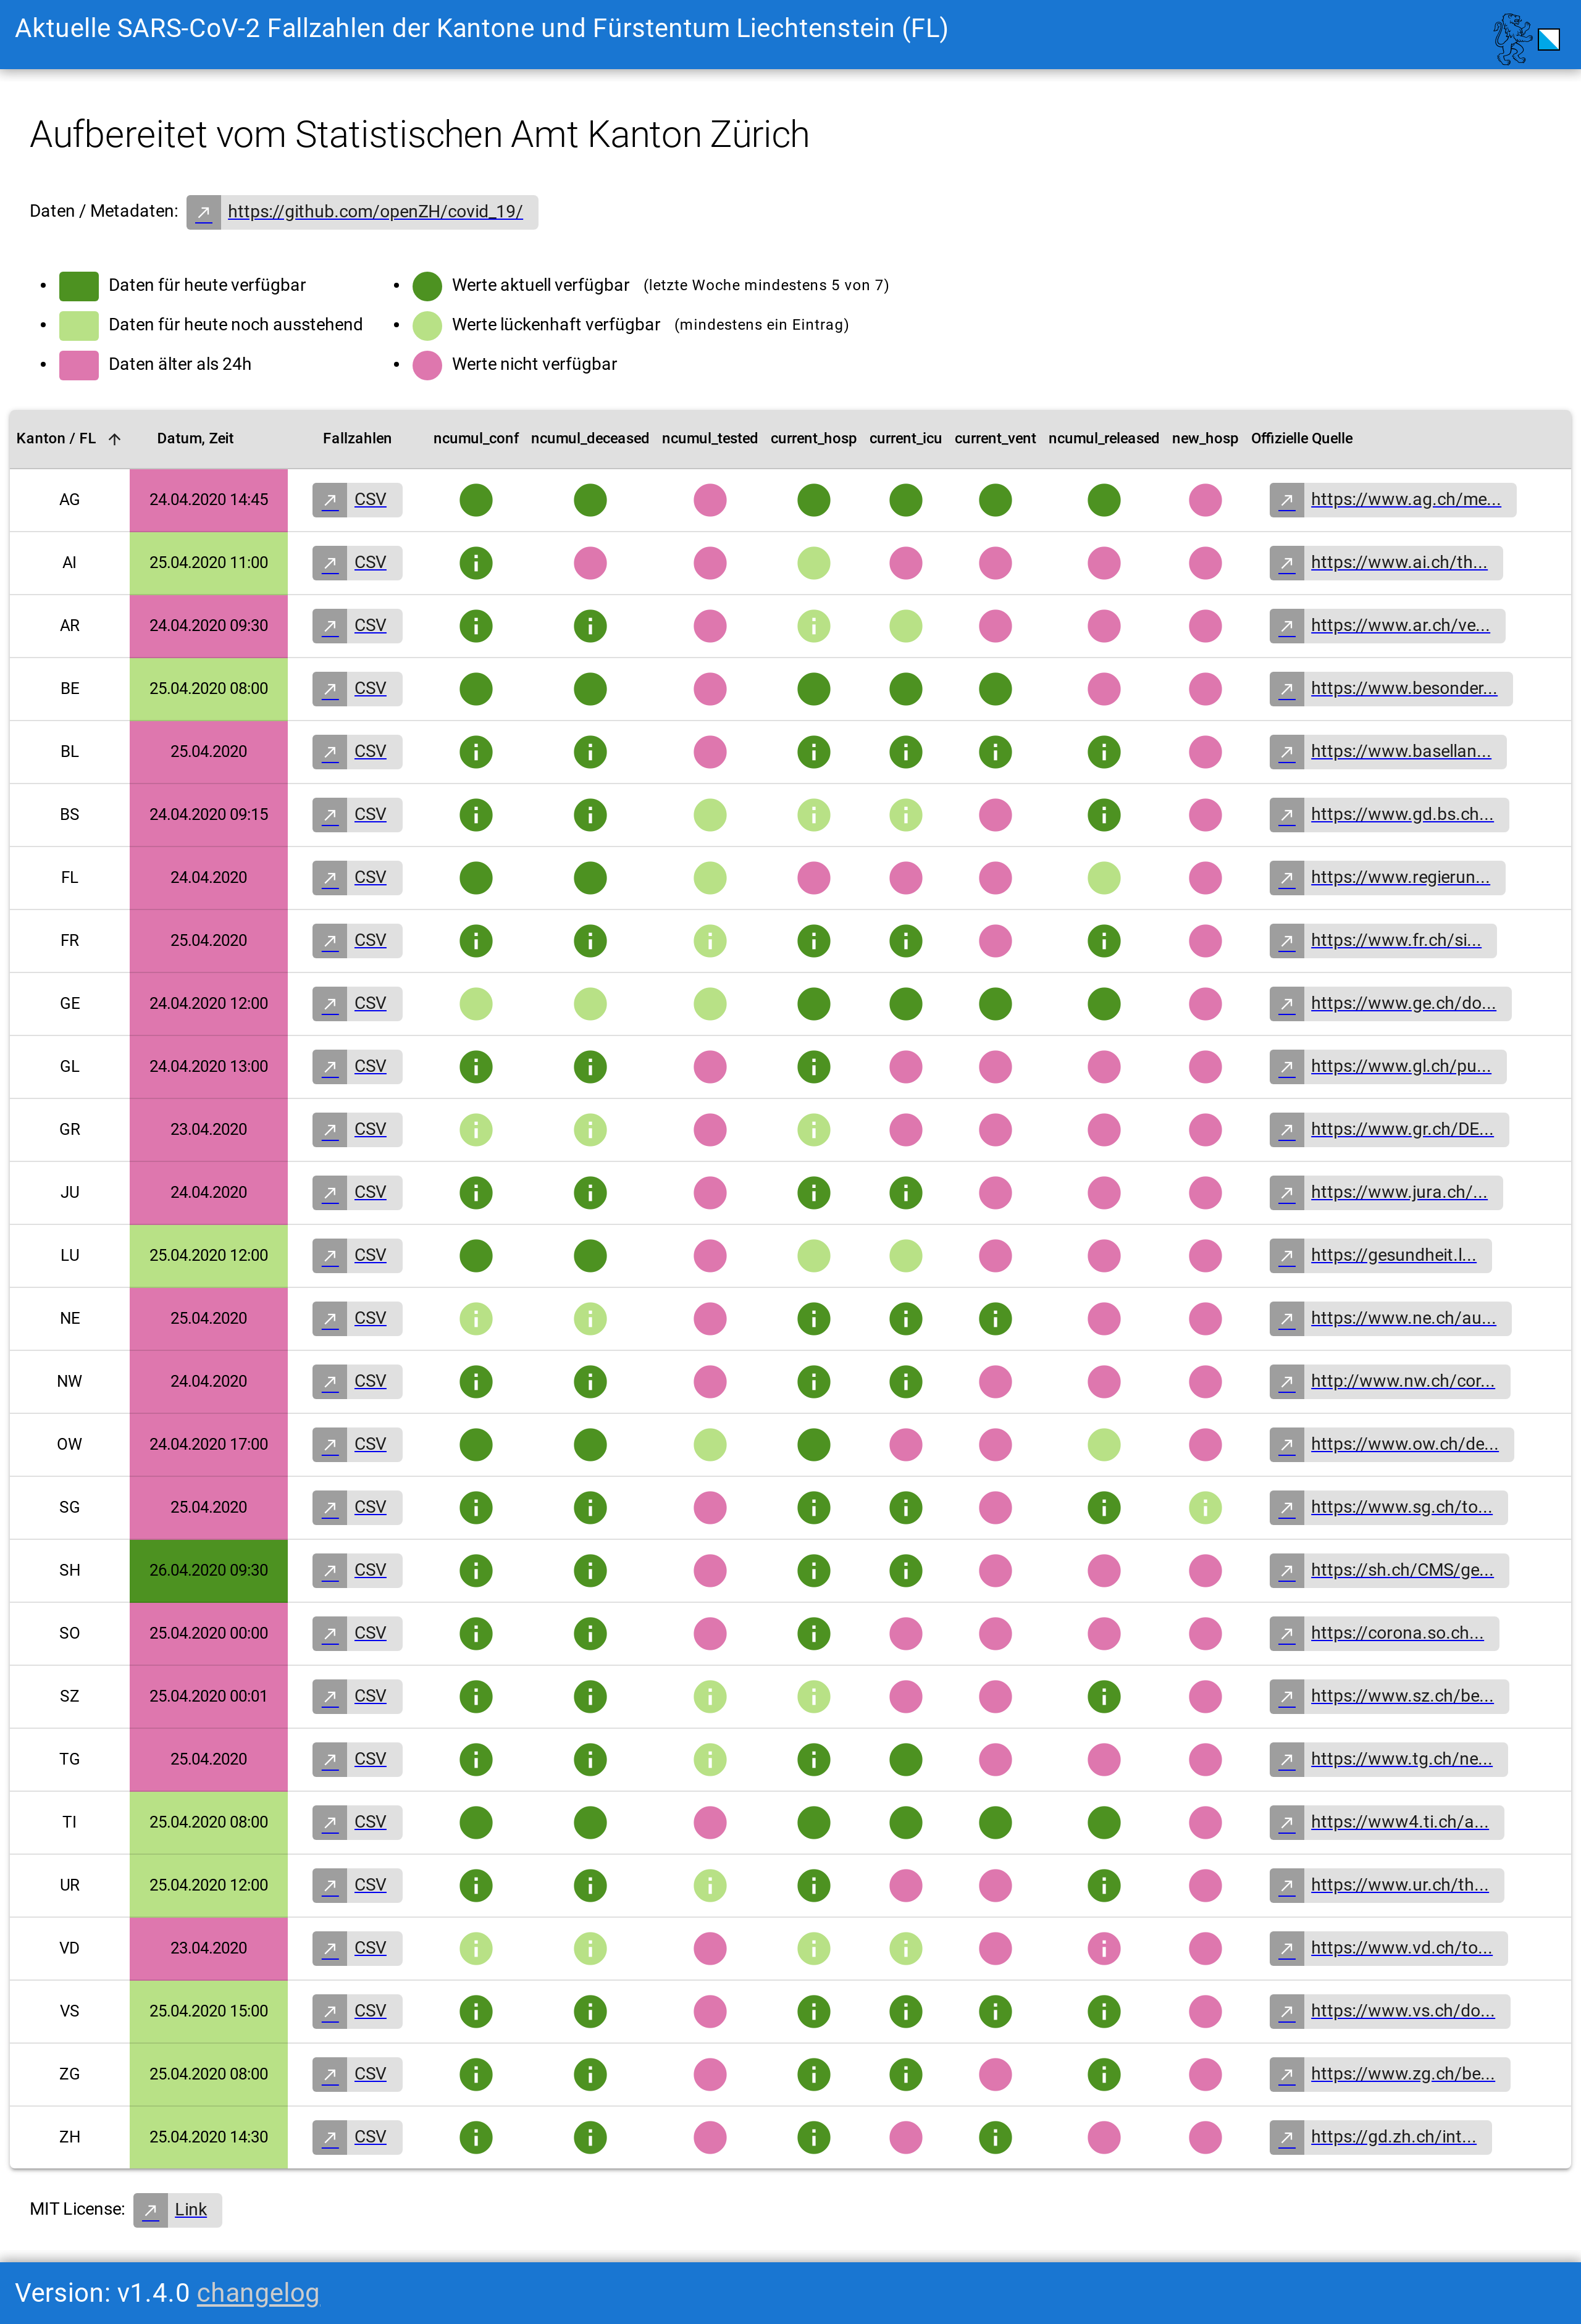 Aktuelle SARS-CoV-2 Fallzahlen der Kantone und Fürstentum Liechtenstein (FL)
Aufbereitet vom Statistischen Amt Kanton Zürich
Daten / Metadaten: https://github.com/openZH/covid_19/
Daten für heute verfügbar
Daten für heute noch ausstehend
Daten älter als 24h
Werte aktuell verfügbar (letzte Woche mindestens 5 von 7)
Werte lückenhaft verfügbar (mindestens ein Eintrag)
Werte nicht verfügbar
Kanton / FL Datum, Zeit Fallzahlen ncumul_conf ncumul_deceased ncumul_tested current_hosp current_icu current_vent ncumul_released new_hosp Offizielle Quelle
AG 24.04.2020 14:45 CSV https://www.ag.ch/me...
AI 25.04.2020 11:00 CSV https://www.ai.ch/th...
AR 24.04.2020 09:30 CSV https://www.ar.ch/ve...
BE 25.04.2020 08:00 CSV https://www.besonder...
BL 25.04.2020 CSV https://www.basellan...
BS 24.04.2020 09:15 CSV https://www.gd.bs.ch...
FL 24.04.2020 CSV https://www.regierun...
FR 25.04.2020 CSV https://www.fr.ch/si...
GE 24.04.2020 12:00 CSV https://www.ge.ch/do...
GL 24.04.2020 13:00 CSV https://www.gl.ch/pu...
GR 23.04.2020 CSV https://www.gr.ch/DE...
JU 24.04.2020 CSV https://www.jura.ch/...
LU 25.04.2020 12:00 CSV https://gesundheit.l...
NE 25.04.2020 CSV https://www.ne.ch/au...
NW 24.04.2020 CSV http://www.nw.ch/cor...
OW 24.04.2020 17:00 CSV https://www.ow.ch/de...
SG 25.04.2020 CSV https://www.sg.ch/to...
SH 26.04.2020 09:30 CSV https://sh.ch/CMS/ge...
SO 25.04.2020 00:00 CSV https://corona.so.ch...
SZ 25.04.2020 00:01 CSV https://www.sz.ch/be...
TG 25.04.2020 CSV https://www.tg.ch/ne...
TI 25.04.2020 08:00 CSV https://www4.ti.ch/a...
UR 25.04.2020 12:00 CSV https://www.ur.ch/th...
VD 23.04.2020 CSV https://www.vd.ch/to...
VS 25.04.2020 15:00 CSV https://www.vs.ch/do...
ZG 25.04.2020 08:00 CSV https://www.zg.ch/be...
ZH 25.04.2020 14:30 CSV https://gd.zh.ch/int...
MIT License: Link
Version: v1.4.0 changelog